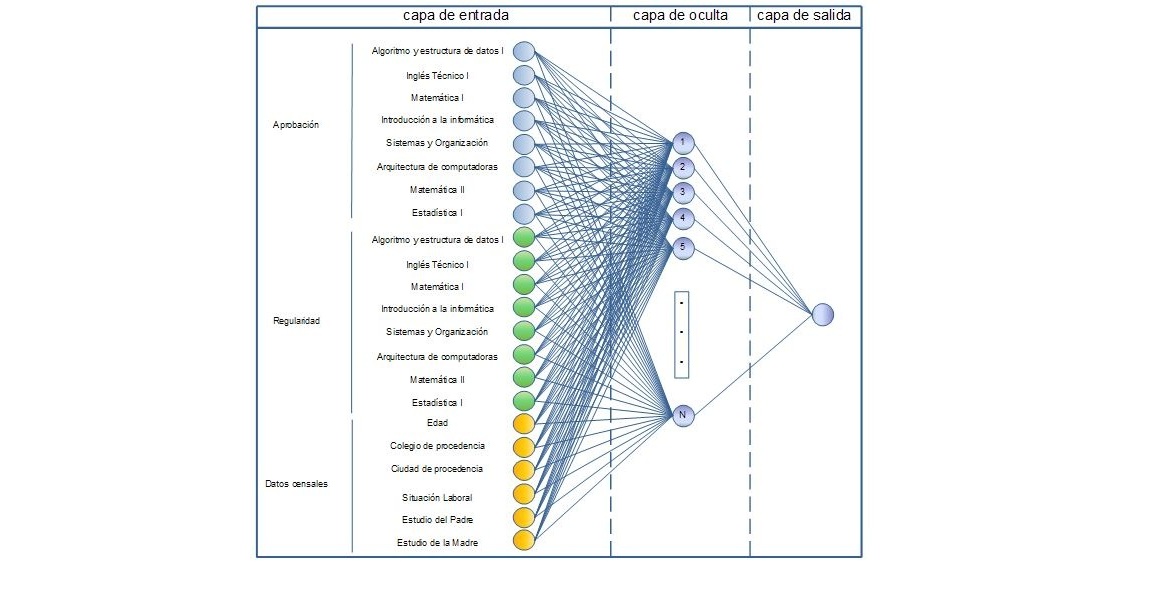 capa de entrada
capa de oculta
capa de salida
Aprobación
Algoritmo y estructura de datos I
Inglés Técnico I
Matemática I
Introducción a la informática
Sistemas y Organización
Arquitectura de computadoras
Matemática II
Estadística I
Regularidad
Algoritmo y estructura de datos I
Inglés Técnico I
Matemática I
Introducción a la informática
Sistemas y Organización
Arquitectura de computadoras
Matemática II
Estadística I
Datos censales
Edad
Colegio de procedencia
Ciudad de procedencia
Situación Laboral
Estudio del Padre
Estudio de la Madre
1
2
3
4
5
N